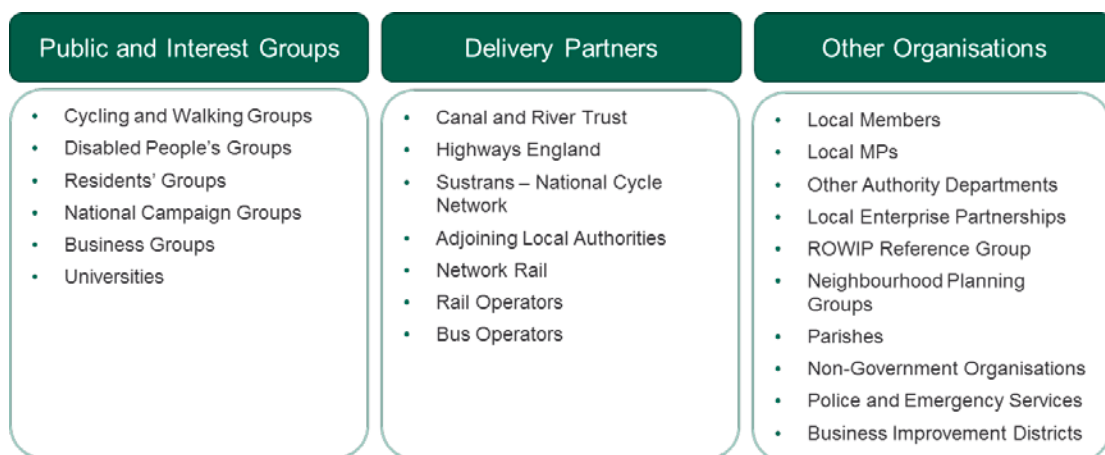 Public and Interest Groups
• Cycling and Walking Groups
• Disabled People's Groups
• Residents' Groups
• National Campaign Groups
• Business Groups
• Universities
Delivery Partners
• Canal and River Trust
• Highways England
• Sustrans – National Cycle
Network
• Adjoining Local Authorities
• Network Rail
• Rail Operators
• Bus Operators
Other Organisations
• Local Members
• Local MPs
• Other Authority Departments
• Local Enterprise Partnerships
• ROWIP Reference Group
• Neighbourhood Planning
Groups
• Parishes
• Non-Government Organisations
• Police and Emergency Services
• Business Improvement Districts